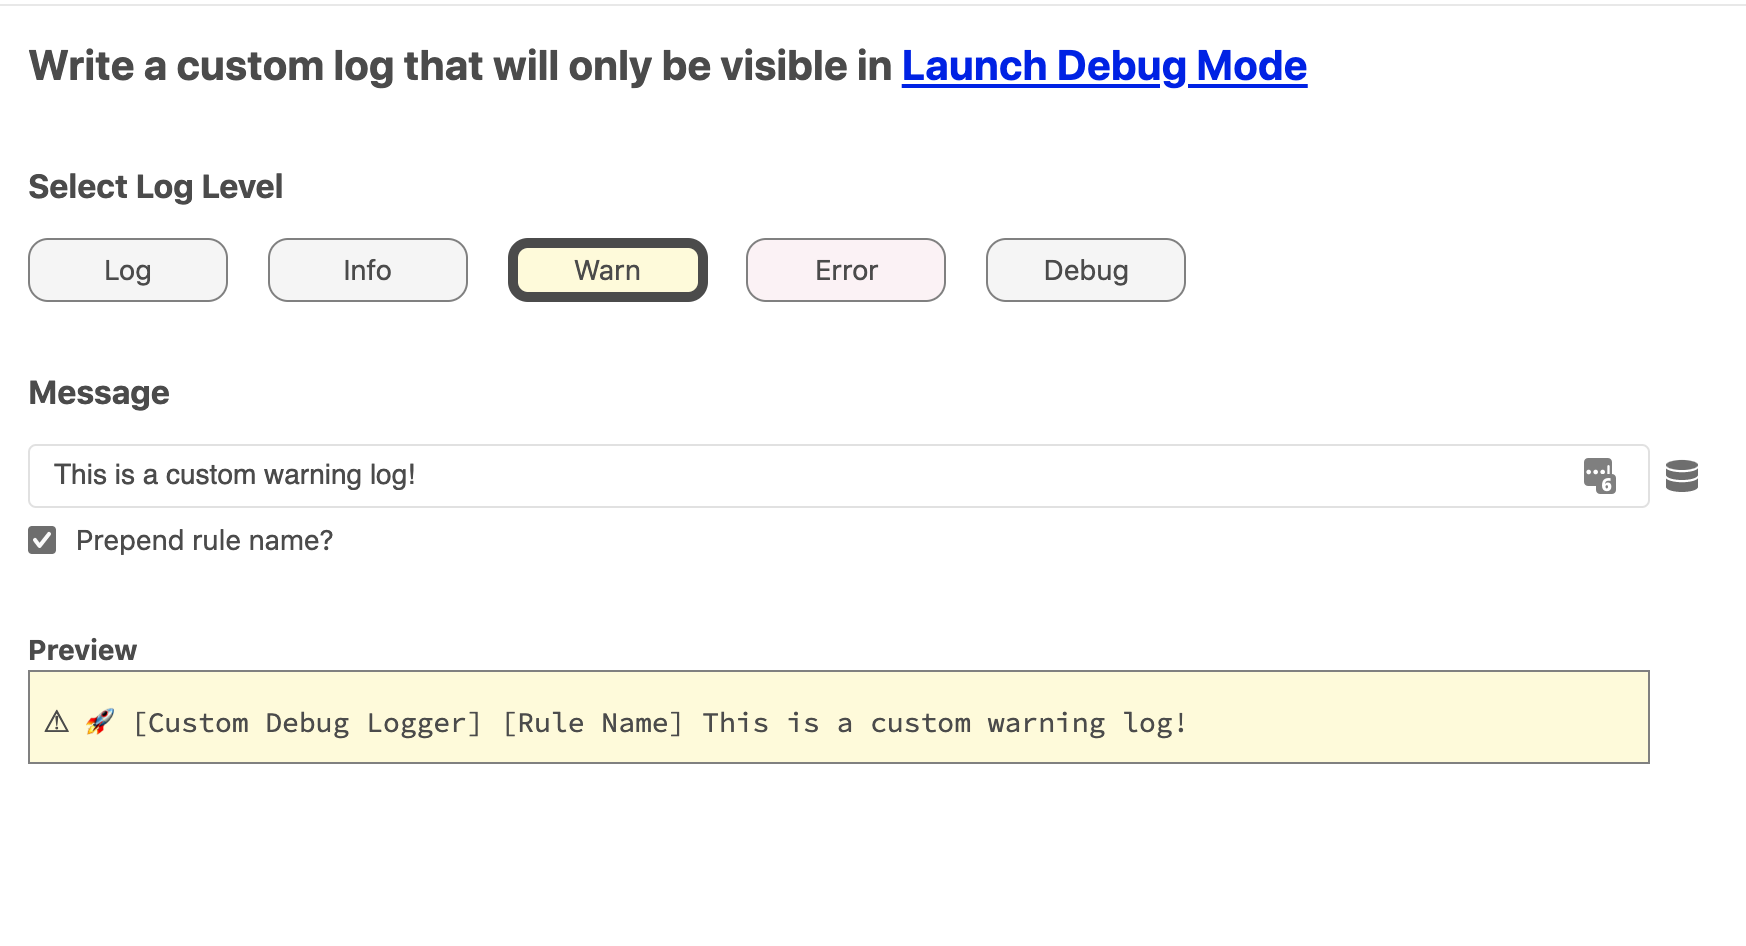 Write a custom log that will only be visible in Launch Debug Mode
Select Log Level
Log Info Warn Error Debug
Message
This is a custom warning log!
6
Prepend rule name?
Preview
⚠ 🚀 [Custom Debug Logger] [Rule Name] This is a custom warning log!